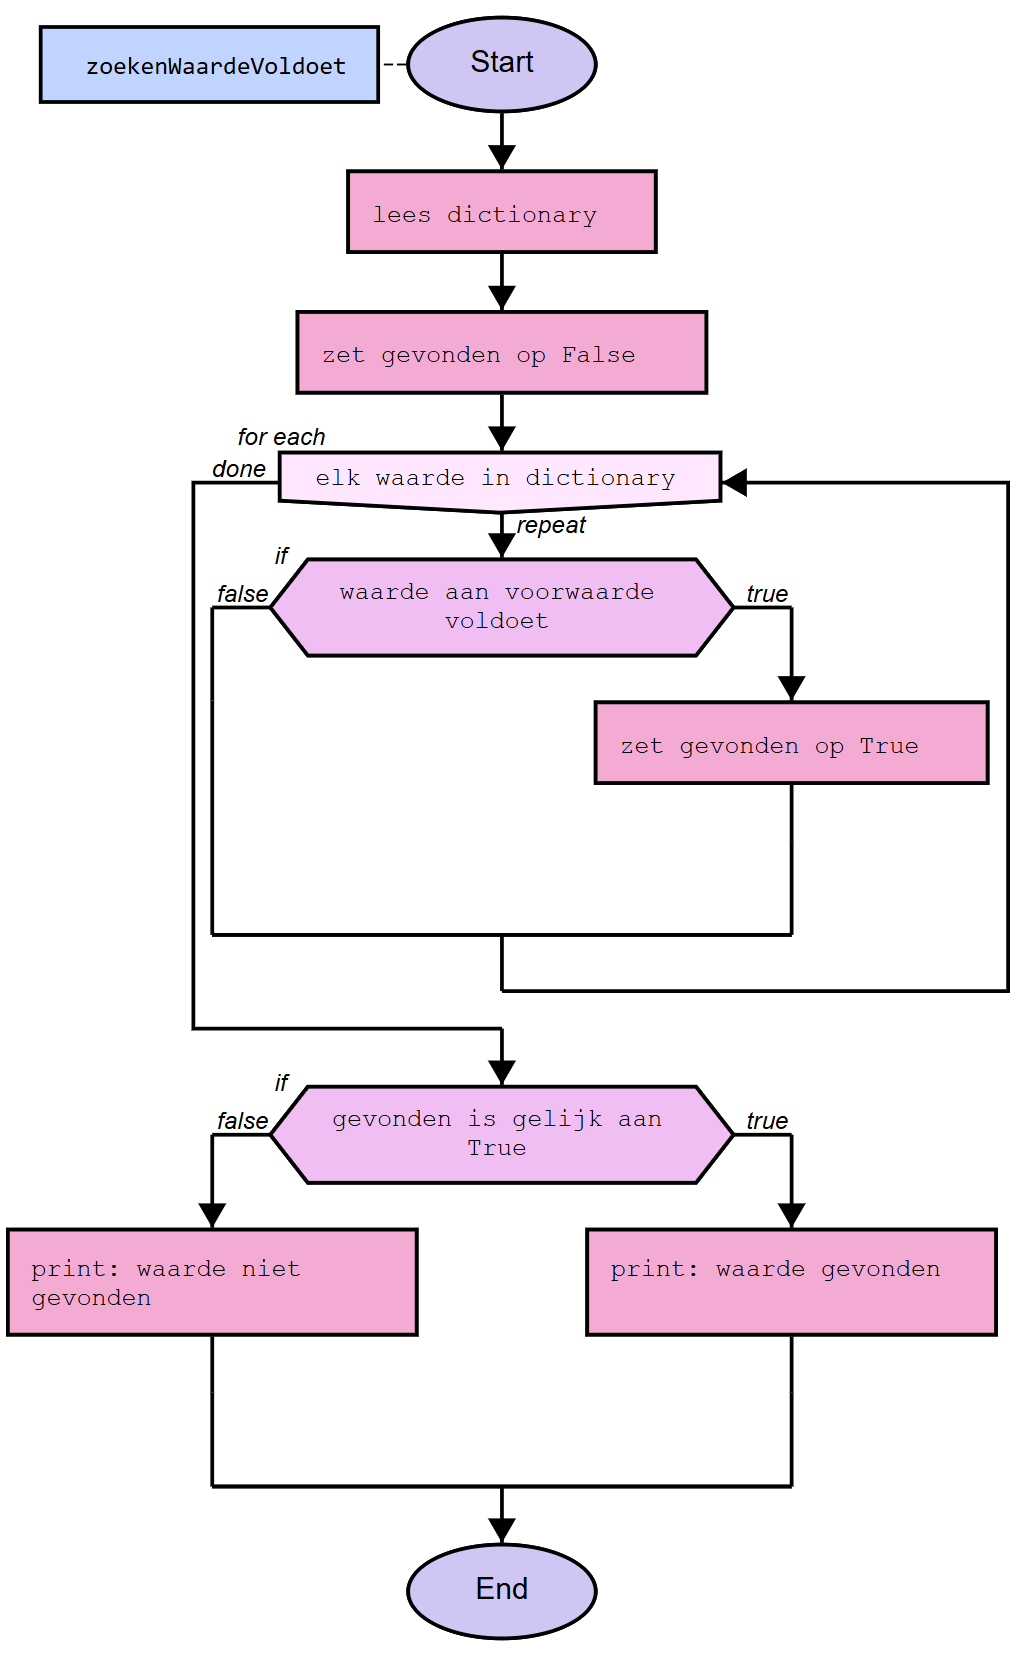 zoekenWaardeVoldoet
Start
lees dictionary
zet gevonden op False
for each
done
elk waarde in dictionary
repeat
if
false
waarde aan voorwaarde
voldoet
true
zet gevonden op True
if
false
gevonden is gelijk aan
True
true
print: waarde niet
gevonden
print: waarde gevonden
End